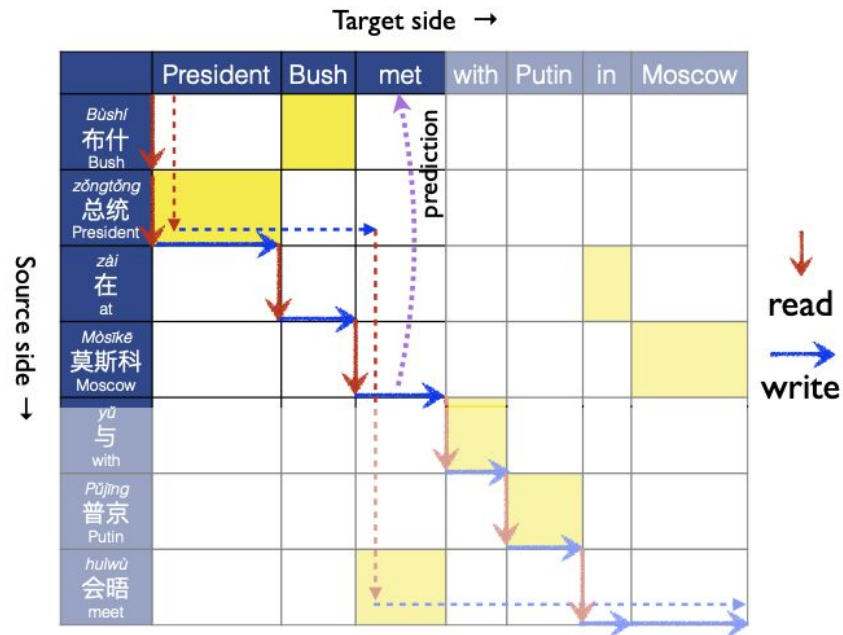 Target side →
President Bush met with Putin in Moscow
Bùshí
布什
Bush
zǒngtǒng
总统
President
zài
在
at
Mòsīkē
莫斯科
Moscow
yǔ
与
with
Pǔjīng
普京
Putin
huìwù
会晤
meet
Source side →
prediction
read
write